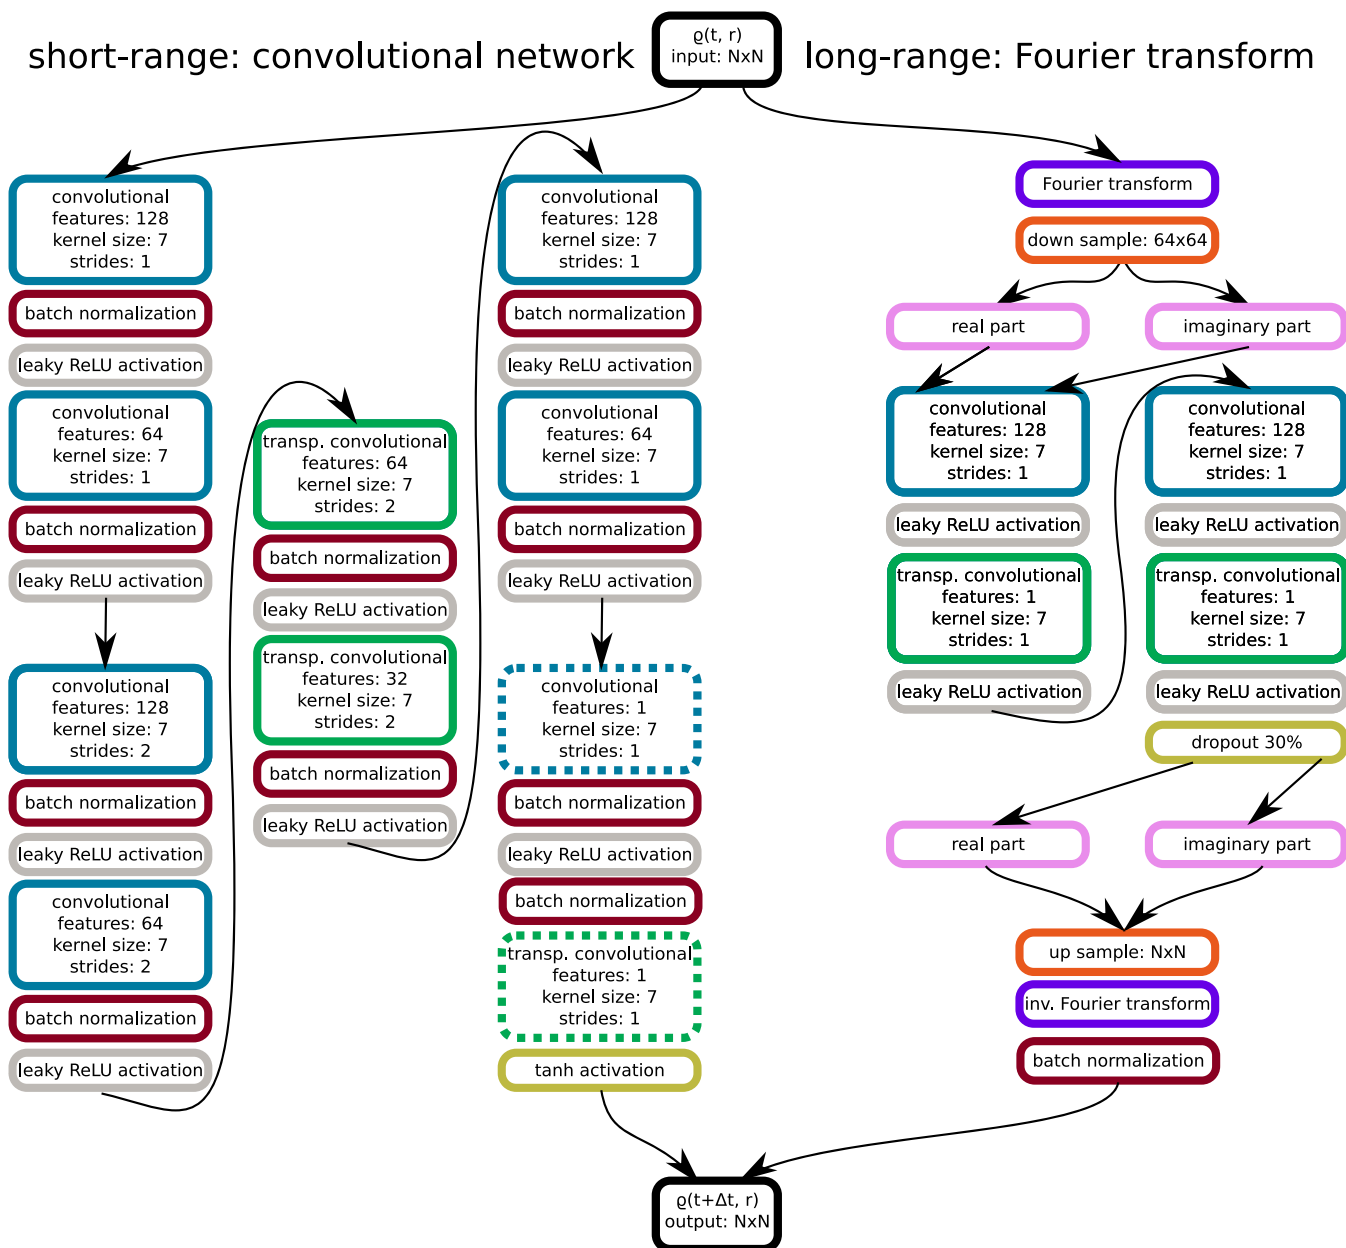 short-range: convolutional network
ϱ(t, r)
input: NxN
long-range: Fourier transform
convolutional
features: 128
kernel size: 7
strides: 1
batch normalization
leaky ReLU activation
convolutional
features: 64
kernel size: 7
strides: 1
batch normalization
leaky ReLU activation
convolutional
features: 128
kernel size: 7
strides: 2
batch normalization
leaky ReLU activation
convolutional
features: 64
kernel size: 7
strides: 2
batch normalization
leaky ReLU activation
transp. convolutional
features: 64
kernel size: 7
strides: 2
batch normalization
leaky ReLU activation
transp. convolutional
features: 32
kernel size: 7
strides: 2
batch normalization
leaky ReLU activation
convolutional
features: 128
kernel size: 7
strides: 1
batch normalization
leaky ReLU activation
convolutional
features: 64
kernel size: 7
strides: 1
batch normalization
leaky ReLU activation
convolutional
features: 1
kernel size: 7
strides: 1
batch normalization
leaky ReLU activation
batch normalization
transp. convolutional
features: 1
kernel size: 7
strides: 1
tanh activation
Fourier transform
down sample: 64x64
real part
imaginary part
convolutional
features: 128
kernel size: 7
strides: 1
leaky ReLU activation
transp. convolutional
features: 1
kernel size: 7
strides: 1
leaky ReLU activation
convolutional
features: 128
kernel size: 7
strides: 1
leaky ReLU activation
transp. convolutional
features: 1
kernel size: 7
strides: 1
leaky ReLU activation
dropout 30%
real part
imaginary part
up sample: NxN
inv. Fourier transform
batch normalization
ϱ(t+Δt, r)
output: NxN